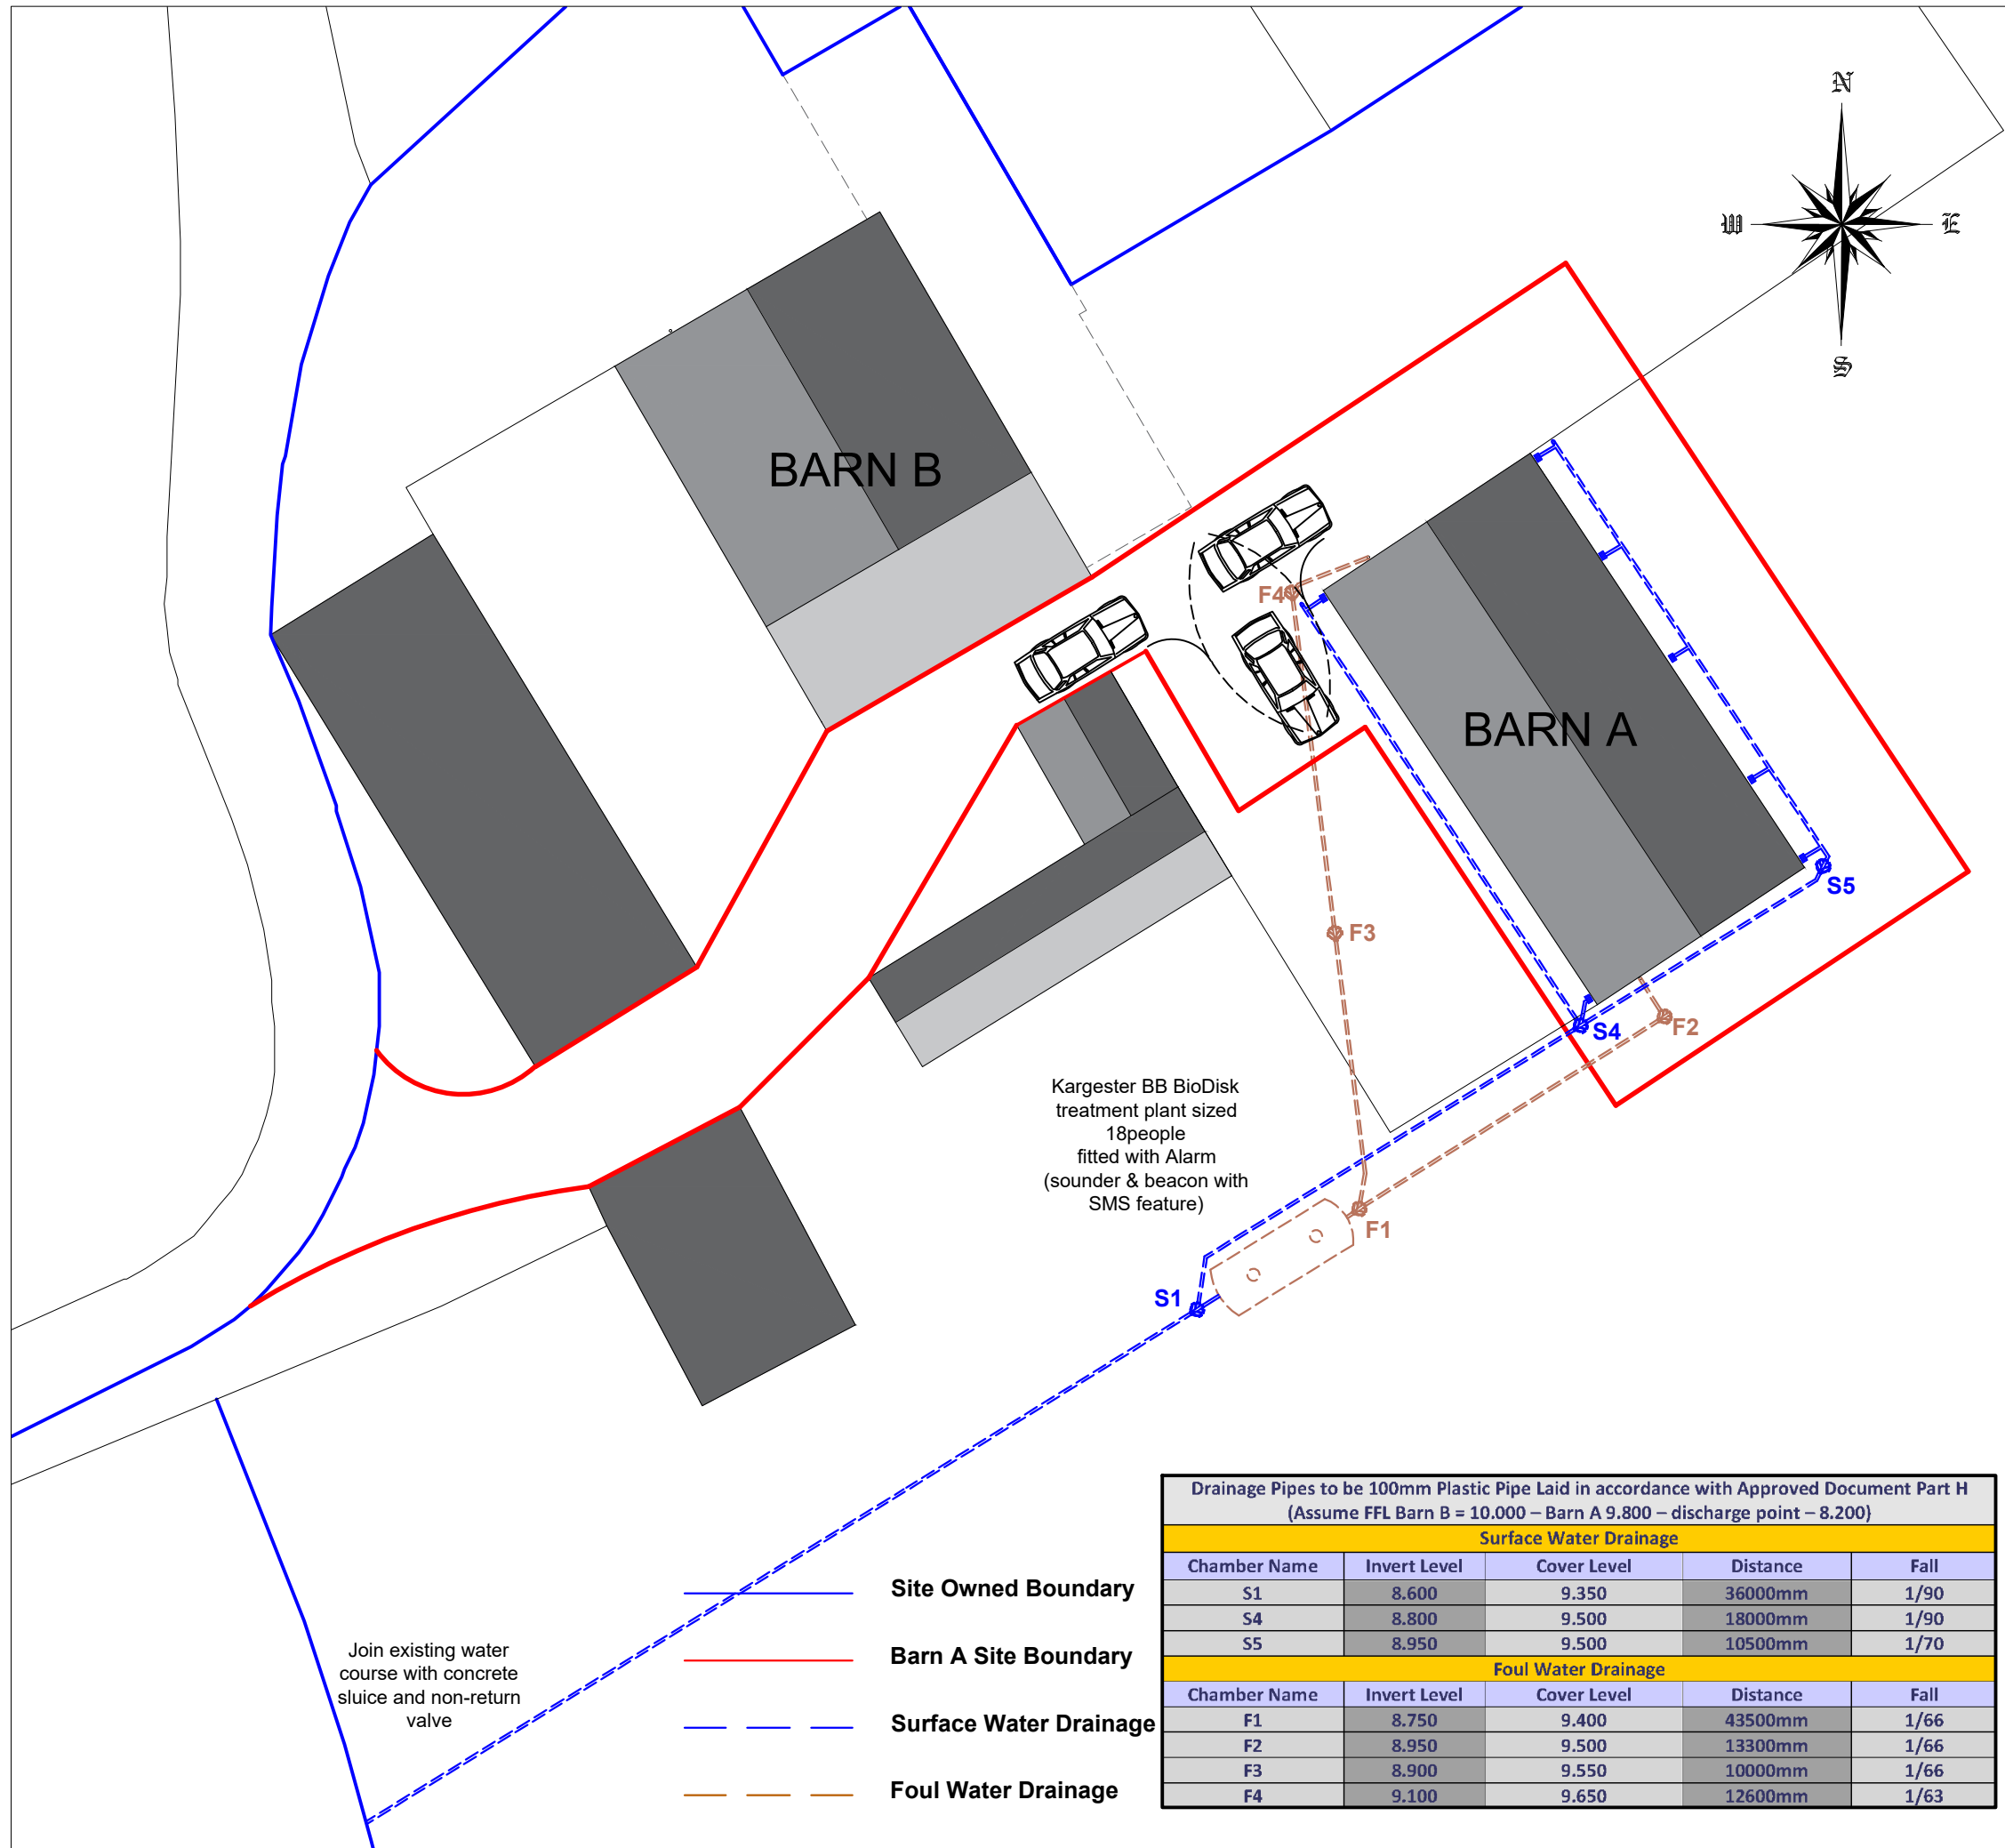 N
W
E
S
BARN B
F4
BARN A
S5
F3
S4
F2
Kargester BB BioDisk
treatment plant sized
18people
fitted with Alarm
(sounder & beacon with
SMS feature)
F1
S1
Join existing water
course with concrete
sluice and non-return
valve
Site Owned Boundary
Barn A Site Boundary
Surface Water Drainage
Foul Water Drainage
Drainage Pipes to be 100mm Plastic Pipe Laid in accordance with Approved Document Part H
(Assume FFL Barn B = 10.000 – Barn A 9.800 – discharge point – 8.200)
Surface Water Drainage
Chamber Name Invert Level Cover Level Distance Fall
S1 8.600 9.350 36000mm 1/90
S4 8.800 9.500 18000mm 1/90
S5 8.950 9.500 10500mm 1/70
Foul Water Drainage
Chamber Name Invert Level Cover Level Distance Fall
F1 8.750 9.400 43500mm 1/66
F2 8.950 9.500 13300mm 1/66
F3 8.900 9.550 10000mm 1/66
F4 9.100 9.650 12600mm 1/63